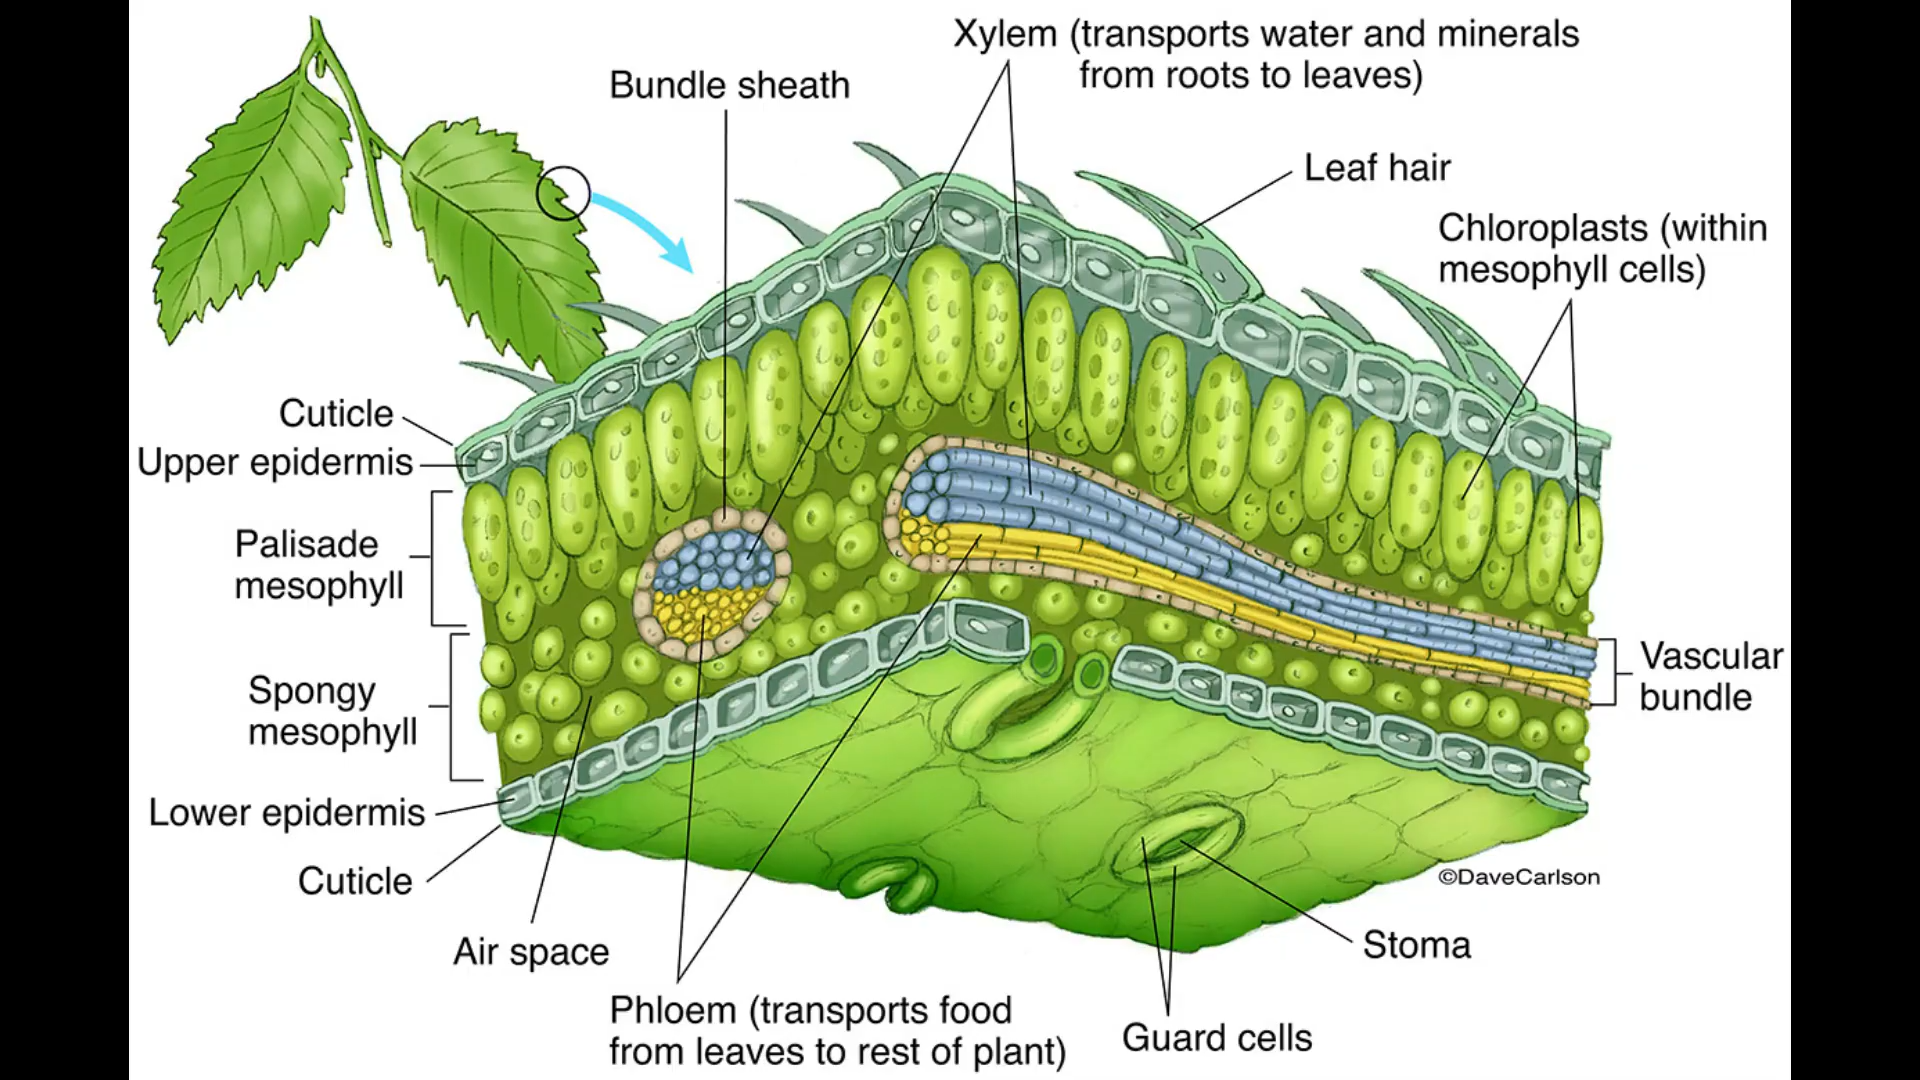 Xylem (transports water and minerals
from roots to leaves)
Bundle sheath
Leaf hair
Chloroplasts (within
mesophyll cells)
Cuticle
Upper epidermis
Palisade
mesophyll
Spongy
mesophyll
Vascular
bundle
Lower epidermis
Cuticle
©DaveCarlson
Air space
Stoma
Phloem (transports food
from leaves to rest of plant)
Guard cells